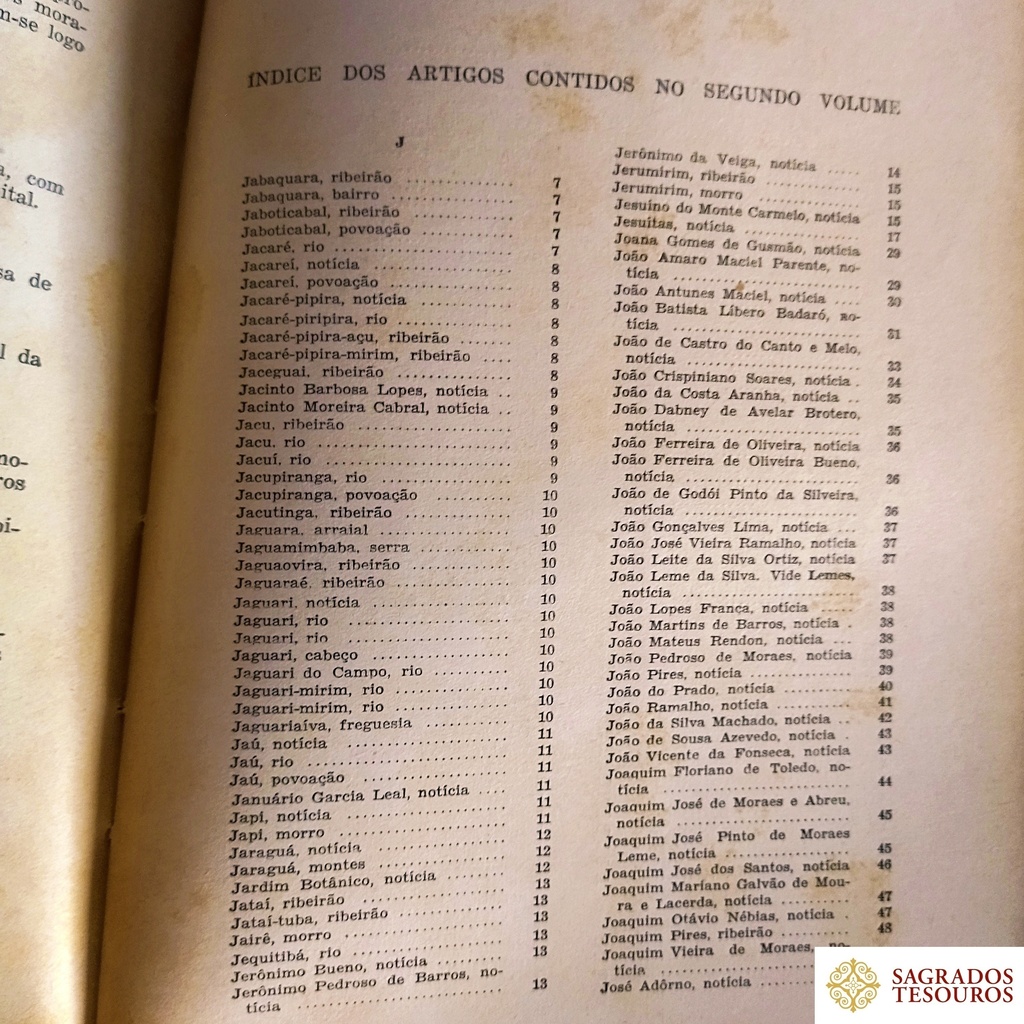 mora-
m-se logo
com
ital.
sa de
l da
no-
ros
ÍNDICE DOS ARTIGOS CONTIDOS NO SEGUNDO VOLUME
J
Jabaquara, ribeirão .............. 7
Jabaquara, bairro ................ 7
Jaboticabal, ribeirão ............ 7
Jaboticabal, povoação ............ 7
Jacaré, rio ...................... 7
Jacareí, notícia ................. 8
Jacareí, povoação ................ 8
Jacaré-pipira, notícia ........... 8
Jacaré-piripira, rio ............. 8
Jacaré-pipira-açu, ribeirão ...... 8
Jacaré-pipira-mirim, ribeirão .... 8
Jaceguai, ribeirão ............... 8
Jacinto Barbosa Lopes, notícia .. 9
Jacinto Moreira Cabral, notícia .. 9
Jacu, ribeirão ................... 9
Jacu, rio ........................ 9
Jacuí, rio ....................... 9
Jacupiranga, rio ................. 9
Jacupiranga, povoação .......... 10
Jacutinga, ribeirão ............. 10
Jaguara, arraial ................ 10
Jaguamimbaba, serra ............ 10
Jaguaovira, ribeirão ............ 10
Jaguaraé, ribeirão .............. 10
Jaguari, notícia ................ 10
Jaguari, rio .................... 10
Jaguari, rio .................... 10
Jaguari, cabeço ................. 10
Jaguari do Campo, rio .......... 10
Jaguari-mirim, rio .............. 10
Jaguari-mirim, rio .............. 10
Jaguariaíva, freguesia .......... 10
Jaú, notícia .................... 11
Jaú, rio ........................ 11
Jaú, povoação ................... 11
Januário Garcia Leal, notícia .... 11
Japi, notícia ................... 11
Japi, morro ..................... 12
Jaraguá, notícia ................ 12
Jaraguá, montes ................. 12
Jardim Botânico, notícia ........ 13
Jataí, ribeirão ................. 13
Jataí-tuba, ribeirão ............ 13
Jairê, morro .................... 13
Jequitibá, rio .................. 13
Jerônimo Bueno, notícia .........
Jerônimo Pedroso de Barros, no-
tícia ........................... 13
Jerônimo da Veiga, notícia ..... 14
Jerumirim, ribeirão ............. 15
Jerumirim, morro ................ 15
Jesuíno do Monte Carmelo, notícia 15
Jesuítas, notícia ............... 17
Joana Gomes de Gusmão, notícia 29
João Amaro Maciel Parente, no-
tícia ........................... 29
João Antunes Maciel, notícia .... 30
João Batista Líbero Badaró, no-
tícia ........................... 31
João de Castro do Canto e Melo,
notícia ......................... 33
João Crispiniano Soares, notícia . 34
João da Costa Aranha, notícia .. 35
João Dabney de Avelar Brotero,
notícia ......................... 35
João Ferreira de Oliveira, notícia 36
João Ferreira de Oliveira Bueno,
notícia ......................... 36
João de Godói Pinto da Silveira,
notícia ......................... 36
João Gonçalves Lima, notícia ... 37
João José Vieira Ramalho, notícia 37
João Leite da Silva Ortiz, notícia 37
João Leme da Silva. Vide Lemes,
notícia ......................... 38
João Lopes França, notícia ..... 38
João Martins de Barros, notícia . 38
João Mateus Rendon, notícia ... 38
João Pedroso de Moraes, notícia 39
João Pires, notícia ............. 39
João do Prado, notícia .......... 40
João Ramalho, notícia ........... 41
João da Silva Machado, notícia .. 42
João de Sousa Azevedo, notícia . 43
João Vicente da Fonseca, notícia 43
Joaquim Floriano de Toledo, no-
tícia ........................... 44
Joaquim José de Moraes e Abreu,
notícia ......................... 45
Joaquim José Pinto de Moraes
Leme, notícia ................... 45
Joaquim José dos Santos, notícia 46
Joaquim Mariano Galvão de Mou-
ra e Lacerda, notícia ........... 47
Joaquim Otávio Nébias, notícia . 47
Joaquim Pires, ribeirão ......... 48
Joaquim Vieira de Moraes, no-
tícia ...........................
José Adôrno, notícia ............
SAGRADOS
TESOUROS